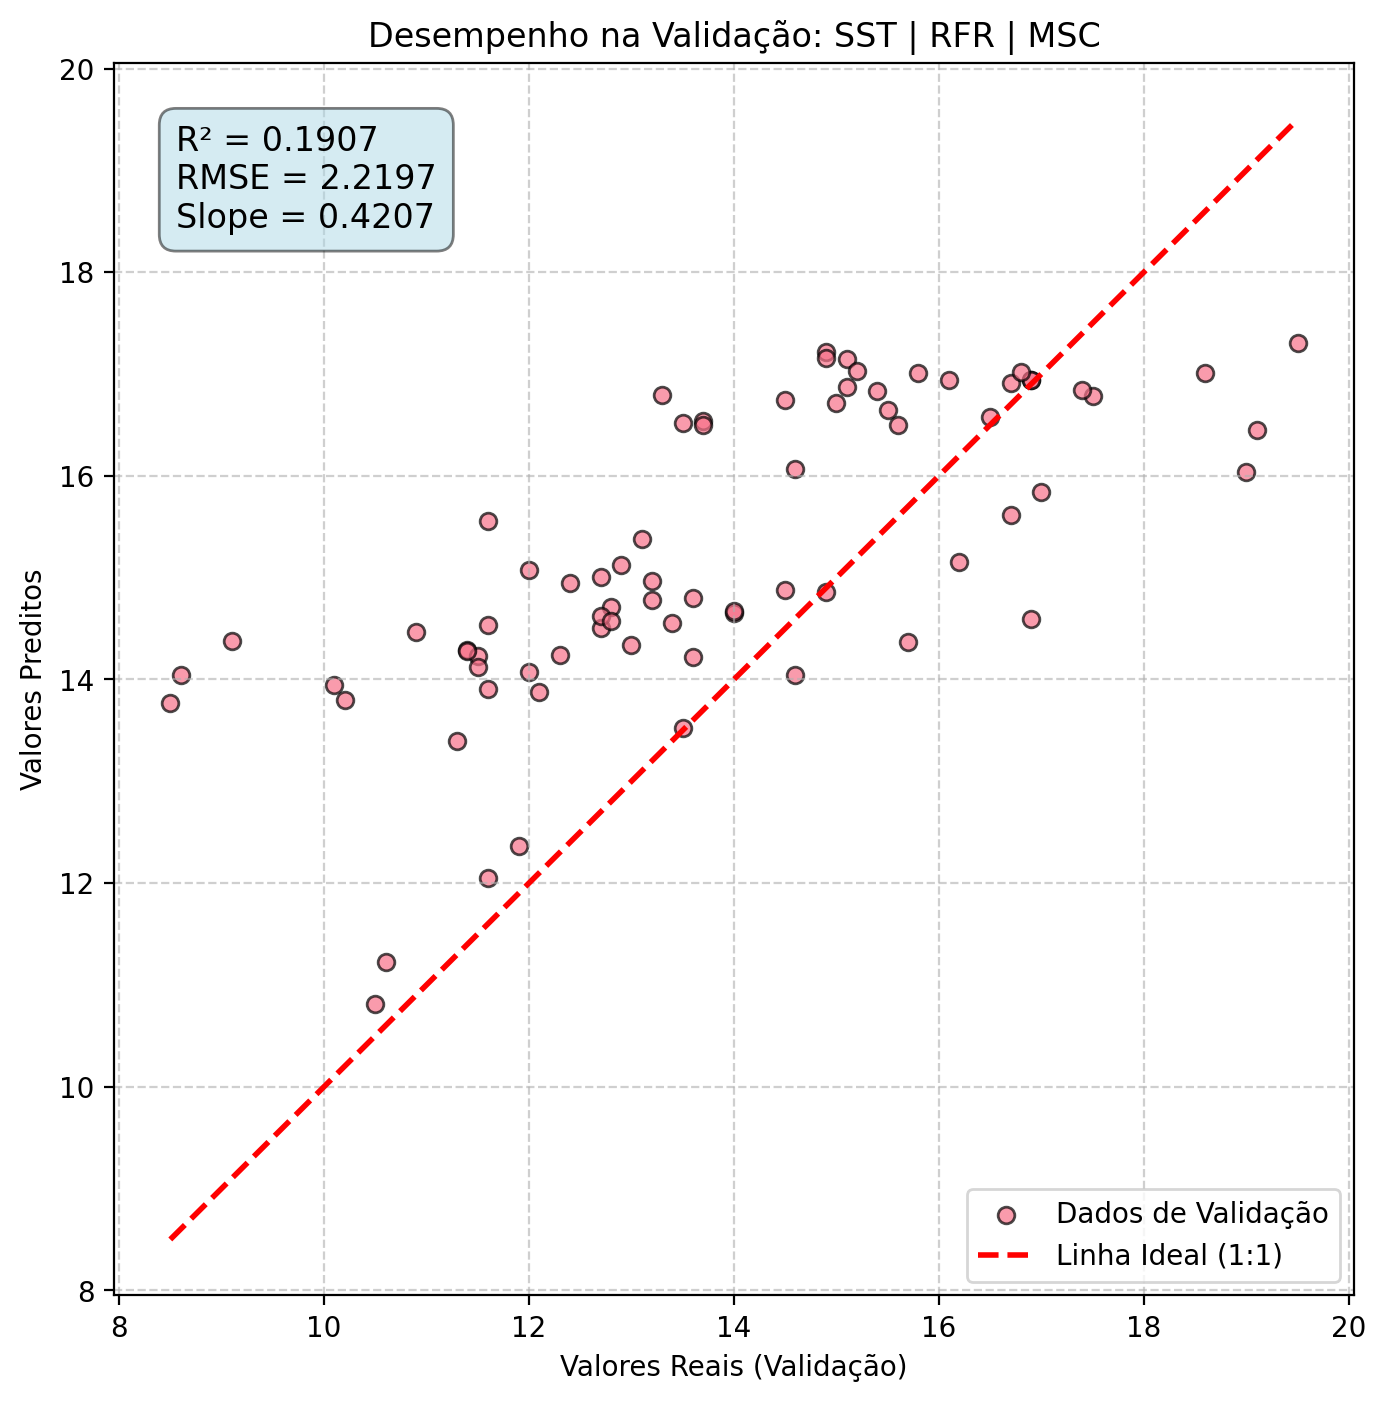 Desempenho na Validação: SST | RFR | MSC
R² = 0.1907
RMSE = 2.2197
Slope = 0.4207
20
18
16
14
12
10
8
Valores Preditos
Dados de Validação
Linha Ideal (1:1)
8 10 12 14 16 18 20
Valores Reais (Validação)